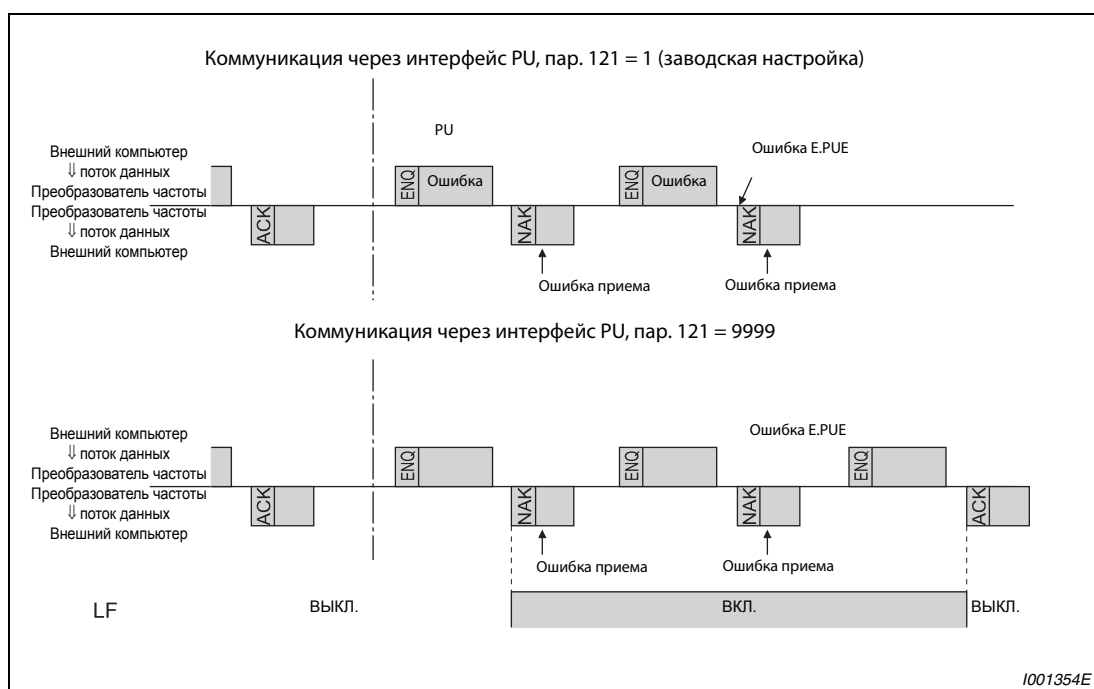 Коммуникация через интерфейс PU, пар. 121 = 1 (заводская настройка)
PU
Ошибка E.PUE
Внешний компьютер
⇓ поток данных
Преобразователь частоты
Преобразователь частоты
⇓ поток данных
Внешний компьютер
ENQ Ошибка ENQ Ошибка
ACK NAK NAK
Ошибка приема Ошибка приема
Коммуникация через интерфейс PU, пар. 121 = 9999
Ошибка E.PUE
Внешний компьютер
⇓ поток данных
Преобразователь частоты
Преобразователь частоты
⇓ поток данных
Внешний компьютер
ENQ ENQ ENQ
ACK NAK NAK ACK
Ошибка приема Ошибка приема
LF ВЫКЛ. ВКЛ. ВЫКЛ.
I001354E